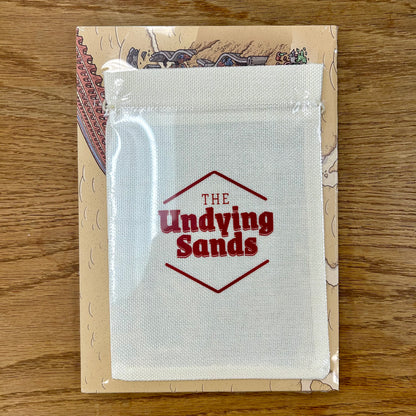 THE
Undying
Sands